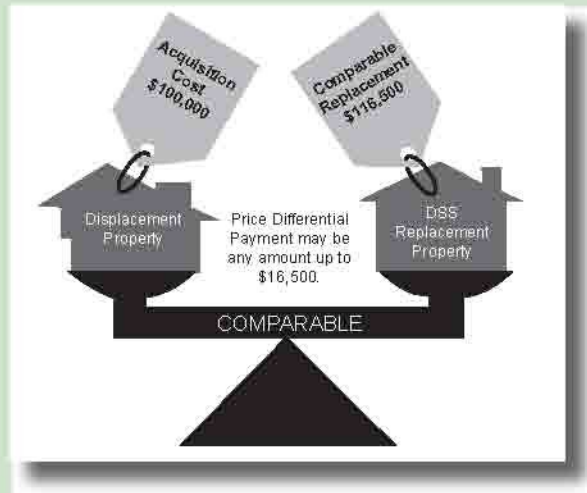 Acquisition
Cost
$100,000
Comparable
Replacement
$116,500
Displacement
Property
Price Differential
Payment may be
any amount up to
$16,500.
DSS
Replacement
Property
COMPARABLE